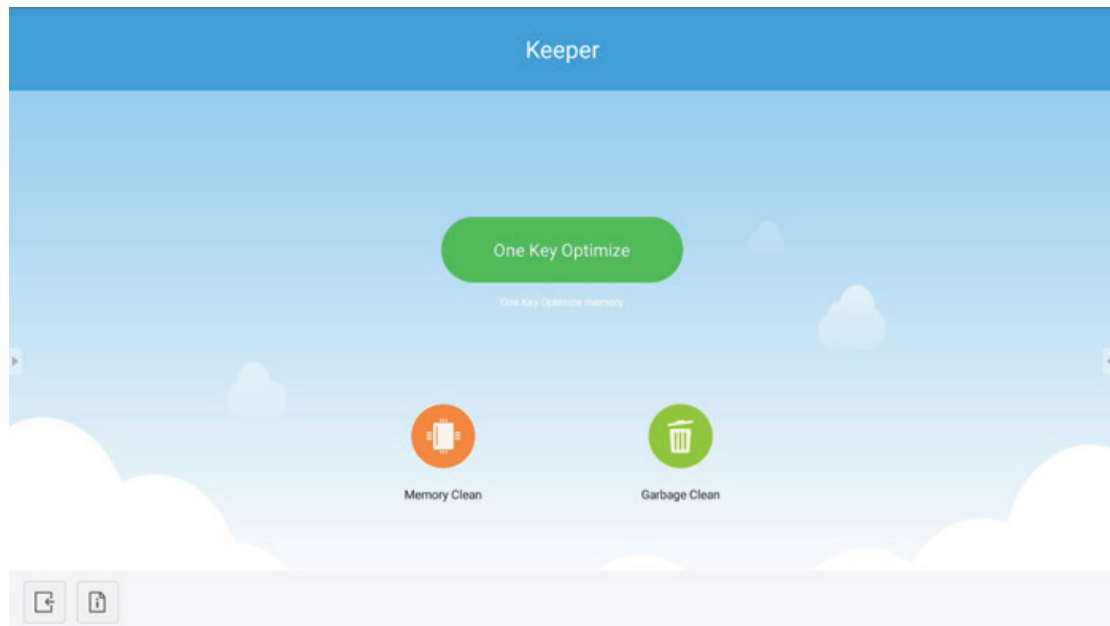 Keeper
One Key Optimize
One Key Optimize memory
Memory Clean
Garbage Clean